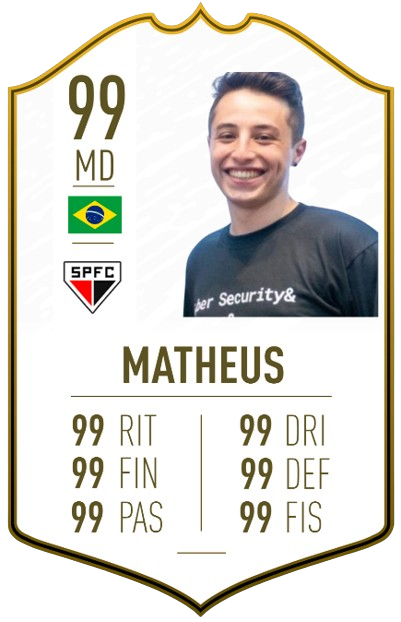 99
MD
SPFC
ber Security&
MATHEUS
99 RIT
99 DRI
99 FIN
99 DEF
99 PAS
99 FIS